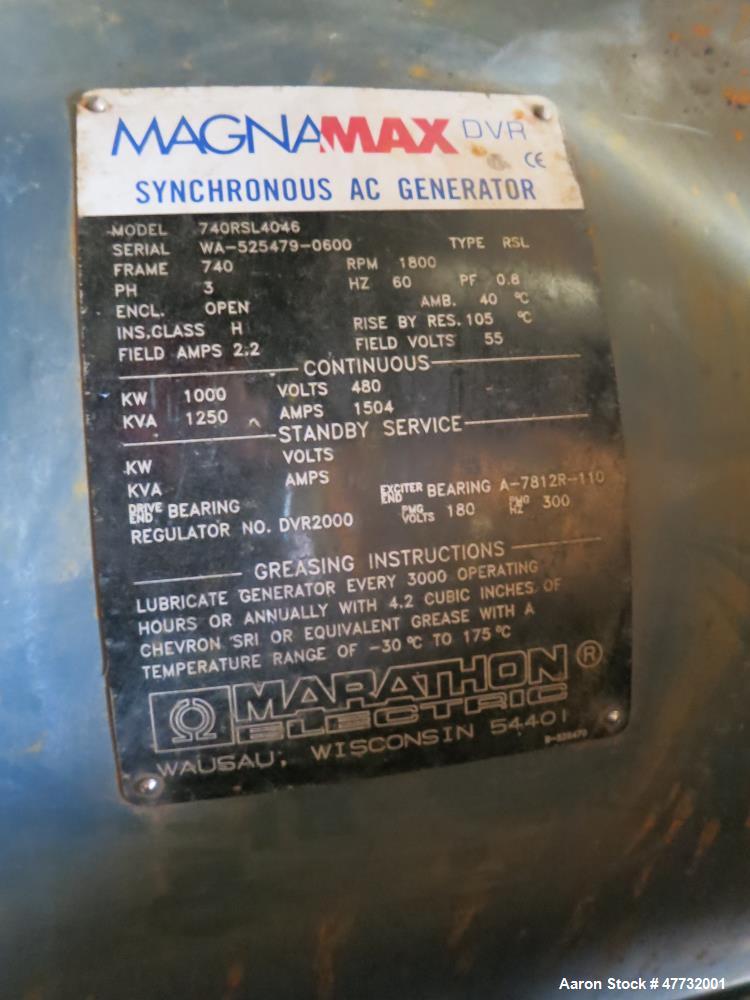 MAGNAMAX DVR
CE
SYNCHRONOUS AC GENERATOR
MODEL 740RSL4046
SERIAL WA-525479-0600 TYPE RSL
FRAME 740 RPM 1800
PH 3 HZ 60 PF 0.8
ENCL. OPEN AMB. 40 °C
INS.CLASS H RISE BY RES. 105 °C
FIELD AMPS 2.2 FIELD VOLTS 55
CONTINUOUS
KW 1000 VOLTS 480
KVA 1250 AMPS 1504
STANDBY SERVICE
KW VOLTS
KVA AMPS
DRIVE END BEARING EXCITER END BEARING A-7812R-110
REGULATOR NO. DVR2000 PMG VOLTS 180 PMG HZ 300
GREASING INSTRUCTIONS
LUBRICATE GENERATOR EVERY 3000 OPERATING
HOURS OR ANNUALLY WITH 4.2 CUBIC INCHES OF
CHEVRON SRI OR EQUIVALENT GREASE WITH A
TEMPERATURE RANGE OF -30 °C TO 175 °C
MARATHON ®
ELECTRIC
WAUSAU, WISCONSIN 54401
Aaron Stock # 47732001